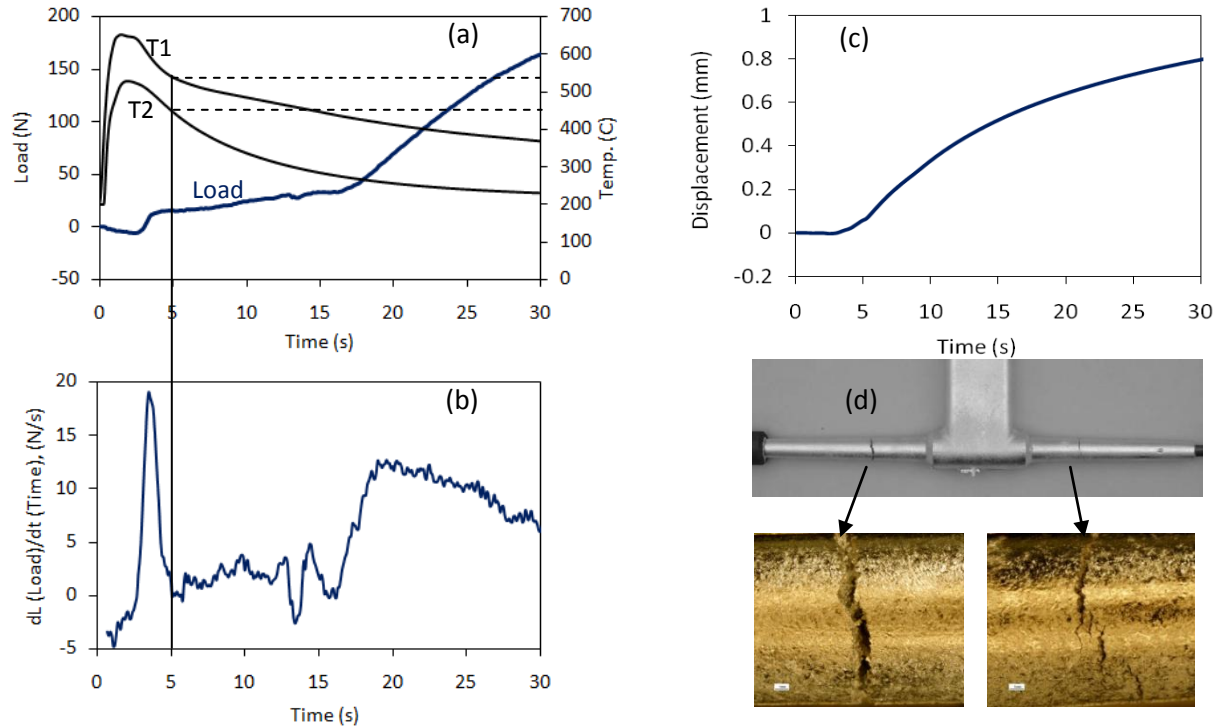 (a)
Load (N)
200
150
100
50
0
-50
T1
T2
Load
700
600
500
400
300
200
100
0
Temp. (C)
0 5 10 15 20 25 30
Time (s)
(b)
dL (Load)/dt (Time), (N/s)
20
15
10
5
0
-5
0 5 10 15 20 25 30
Time (s)
(c)
Displacement (mm)
1
0.8
0.6
0.4
0.2
0
-0.2
0 5 10 15 20 25 30
Time (s)
(d)